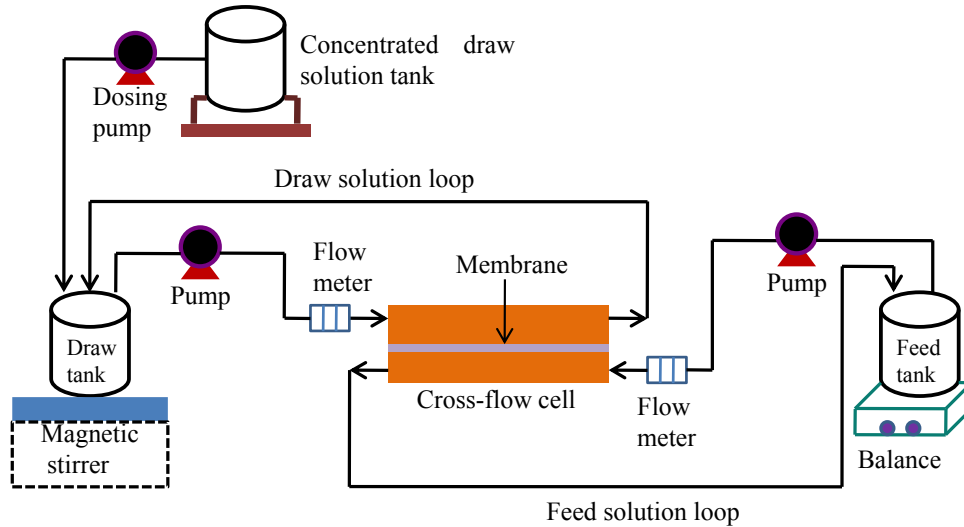 Concentrated draw
solution tank
Dosing
pump
Draw solution loop
Flow
meter
Membrane
Pump
Pump
Draw
tank
Feed
tank
Cross-flow cell
Flow
meter
Magnetic
stirrer
Balance
Feed solution loop